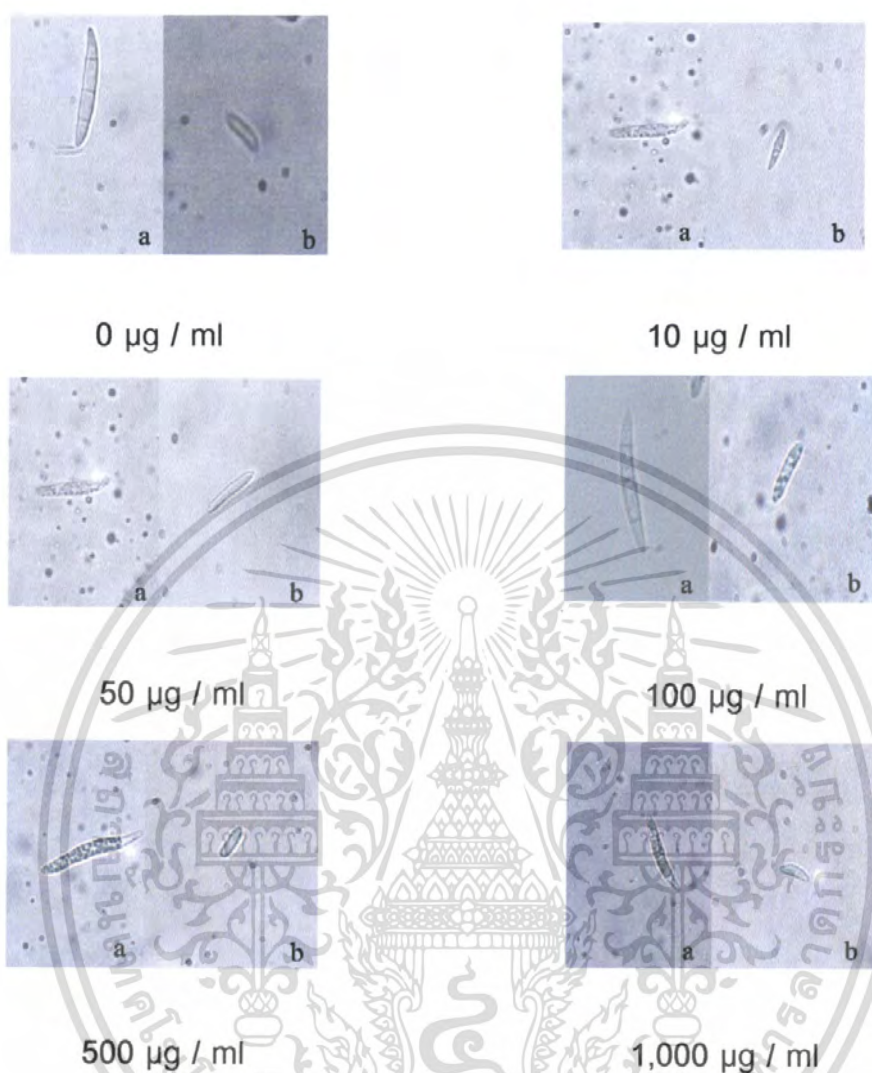 a b a b
0 µg / ml 10 µg / ml
a b a b
50 µg / ml 100 µg / ml
a b a b
500 µg / ml 1,000 µg / ml